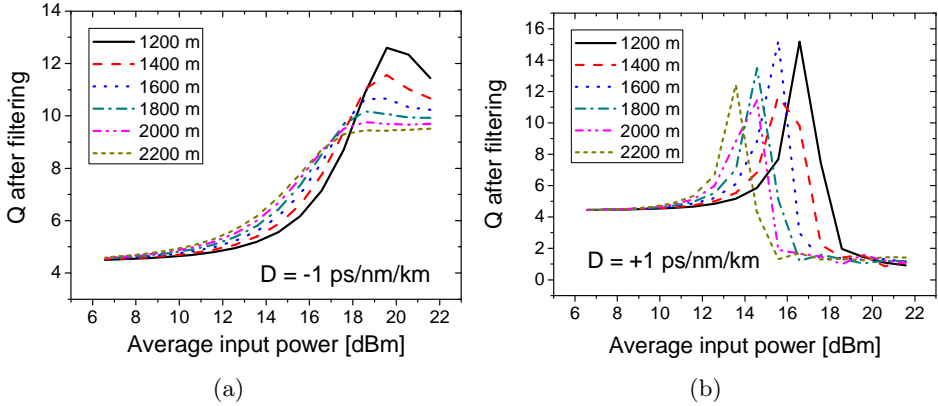 14
12
10
8
6
4
Q after filtering
1200 m
1400 m
1600 m
1800 m
2000 m
2200 m
D = -1 ps/nm/km
6 8 10 12 14 16 18 20 22
Average input power [dBm]
(a)
16
14
12
10
8
6
4
2
0
Q after filtering
1200 m
1400 m
1600 m
1800 m
2000 m
2200 m
D = +1 ps/nm/km
6 8 10 12 14 16 18 20 22
Average input power [dBm]
(b)